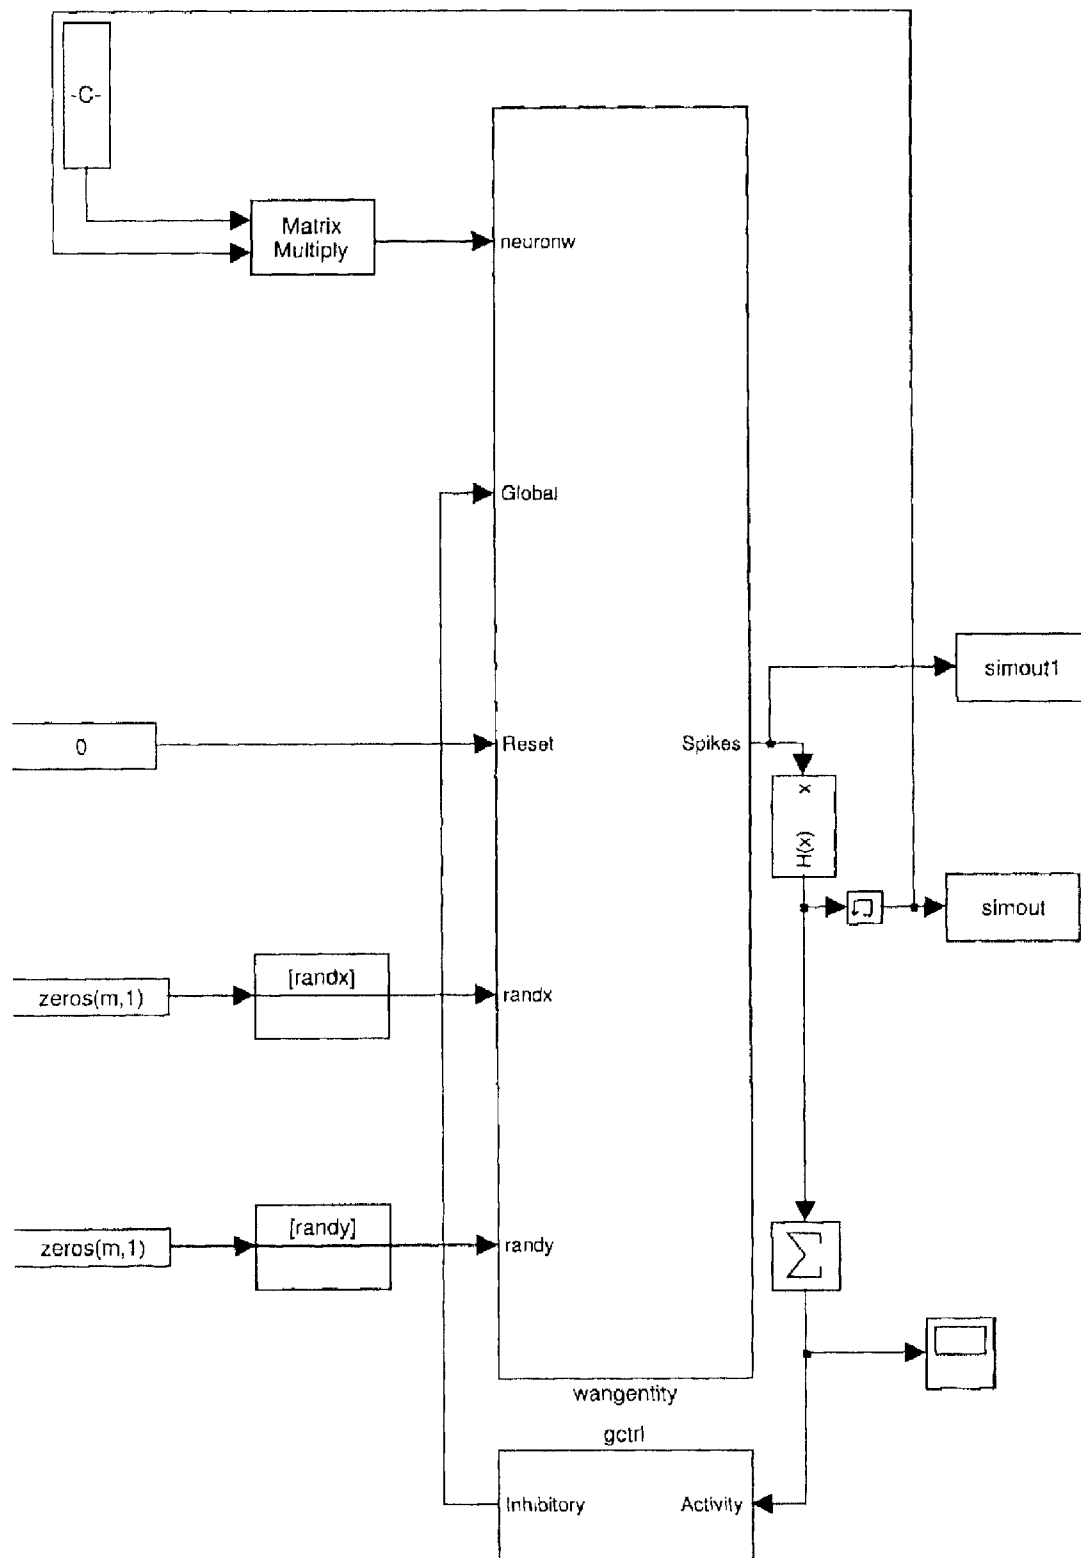 -C-
Matrix
Multiply
neuronw
Global
simout1
0
Reset
Spikes
x
H(x)
simout
[randx]
zeros(m,1)
randx
[randy]
zeros(m,1)
randy
Σ
wangentity
gctrl
Inhibitory
Activity